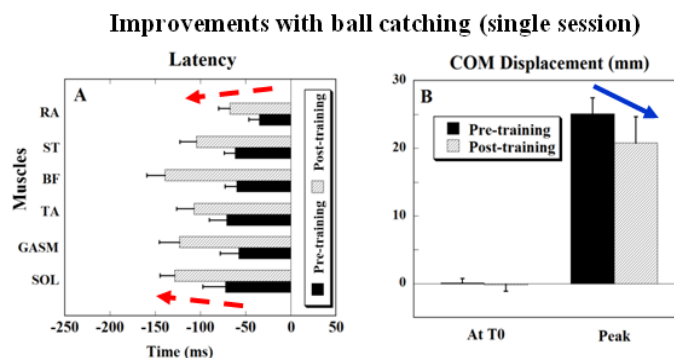 Improvements with ball catching (single session)
Latency
A
Muscles
RA
ST
BF
TA
GASM
SOL
Post-training
Pre-training
-250 -200 -150 -100 -50 0 50
Time (ms)
COM Displacement (mm)
B
30
20
10
0
Pre-training
Post-training
At T0 Peak